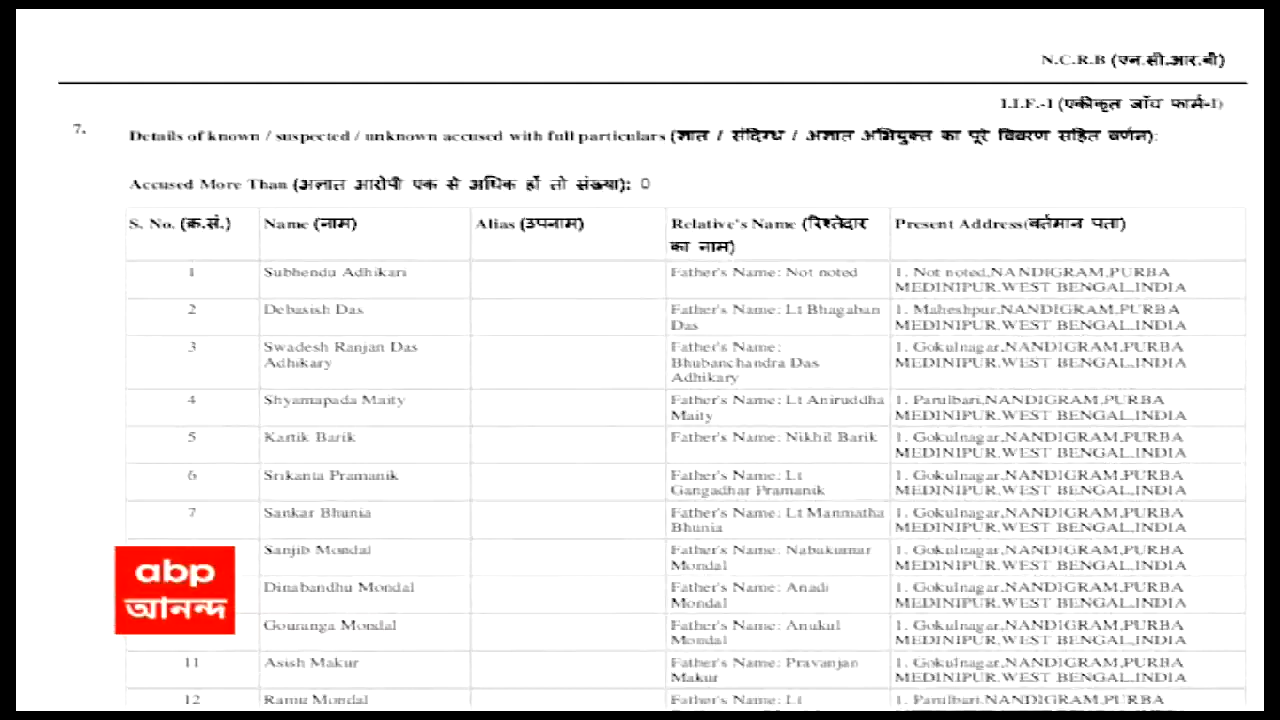 N.C.R.B (एन.सी.आर.बी)
I.I.F.-I (एकीकृत जाँच फार्म-I)
7. Details of known / suspected / unknown accused with full particulars (ज्ञात / संदिग्ध / अज्ञात अभियुक्त का पूरे विवरण सहित वर्णन):
Accused More Than (अज्ञात आरोपी एक से अधिक हों तो संख्या): 0
S. No. (क्र.सं.) Name (नाम) Alias (उपनाम) Relative's Name (रिश्तेदार Present Address(वर्तमान पता)
का नाम)
1 Subhendu Adhikari Father's Name: Not noted 1. Not noted,NANDIGRAM,PURBA
MEDINIPUR,WEST BENGAL,INDIA
2 Debasish Das Father's Name: Lt Bhagaban 1. Maheshpur,NANDIGRAM,PURBA
Das MEDINIPUR,WEST BENGAL,INDIA
3 Swadesh Ranjan Das Father's Name: 1. Gokulnagar,NANDIGRAM,PURBA
Adhikary Bhubanchandra Das MEDINIPUR,WEST BENGAL,INDIA
Adhikary
4 Shyamapada Maity Father's Name: Lt Aniruddha 1. Parulbari,NANDIGRAM,PURBA
Maity MEDINIPUR,WEST BENGAL,INDIA
5 Kartik Barik Father's Name: Nikhil Barik 1. Gokulnagar,NANDIGRAM,PURBA
MEDINIPUR,WEST BENGAL,INDIA
6 Srikanta Pramanik Father's Name: Lt 1. Gokulnagar,NANDIGRAM,PURBA
Gangadhar Pramanik MEDINIPUR,WEST BENGAL,INDIA
7 Sankar Bhunia Father's Name: Lt Manmatha 1. Gokulnagar,NANDIGRAM,PURBA
Bhunia MEDINIPUR,WEST BENGAL,INDIA
Sanjib Mondal Father's Name: Nabakumar 1. Gokulnagar,NANDIGRAM,PURBA
Mondal MEDINIPUR,WEST BENGAL,INDIA
Dinabandhu Mondal Father's Name: Anadi 1. Gokulnagar,NANDIGRAM,PURBA
Mondal MEDINIPUR,WEST BENGAL,INDIA
Gouranga Mondal Father's Name: Anukul 1. Gokulnagar,NANDIGRAM,PURBA
Mondal MEDINIPUR,WEST BENGAL,INDIA
11 Asish Makur Father's Name: Pravanjan 1. Gokulnagar,NANDIGRAM,PURBA
Makur MEDINIPUR,WEST BENGAL,INDIA
12 Ramu Mondal Father's Name: Lt 1. Parulbari,NANDIGRAM,PURBA
abp
আনন্দ